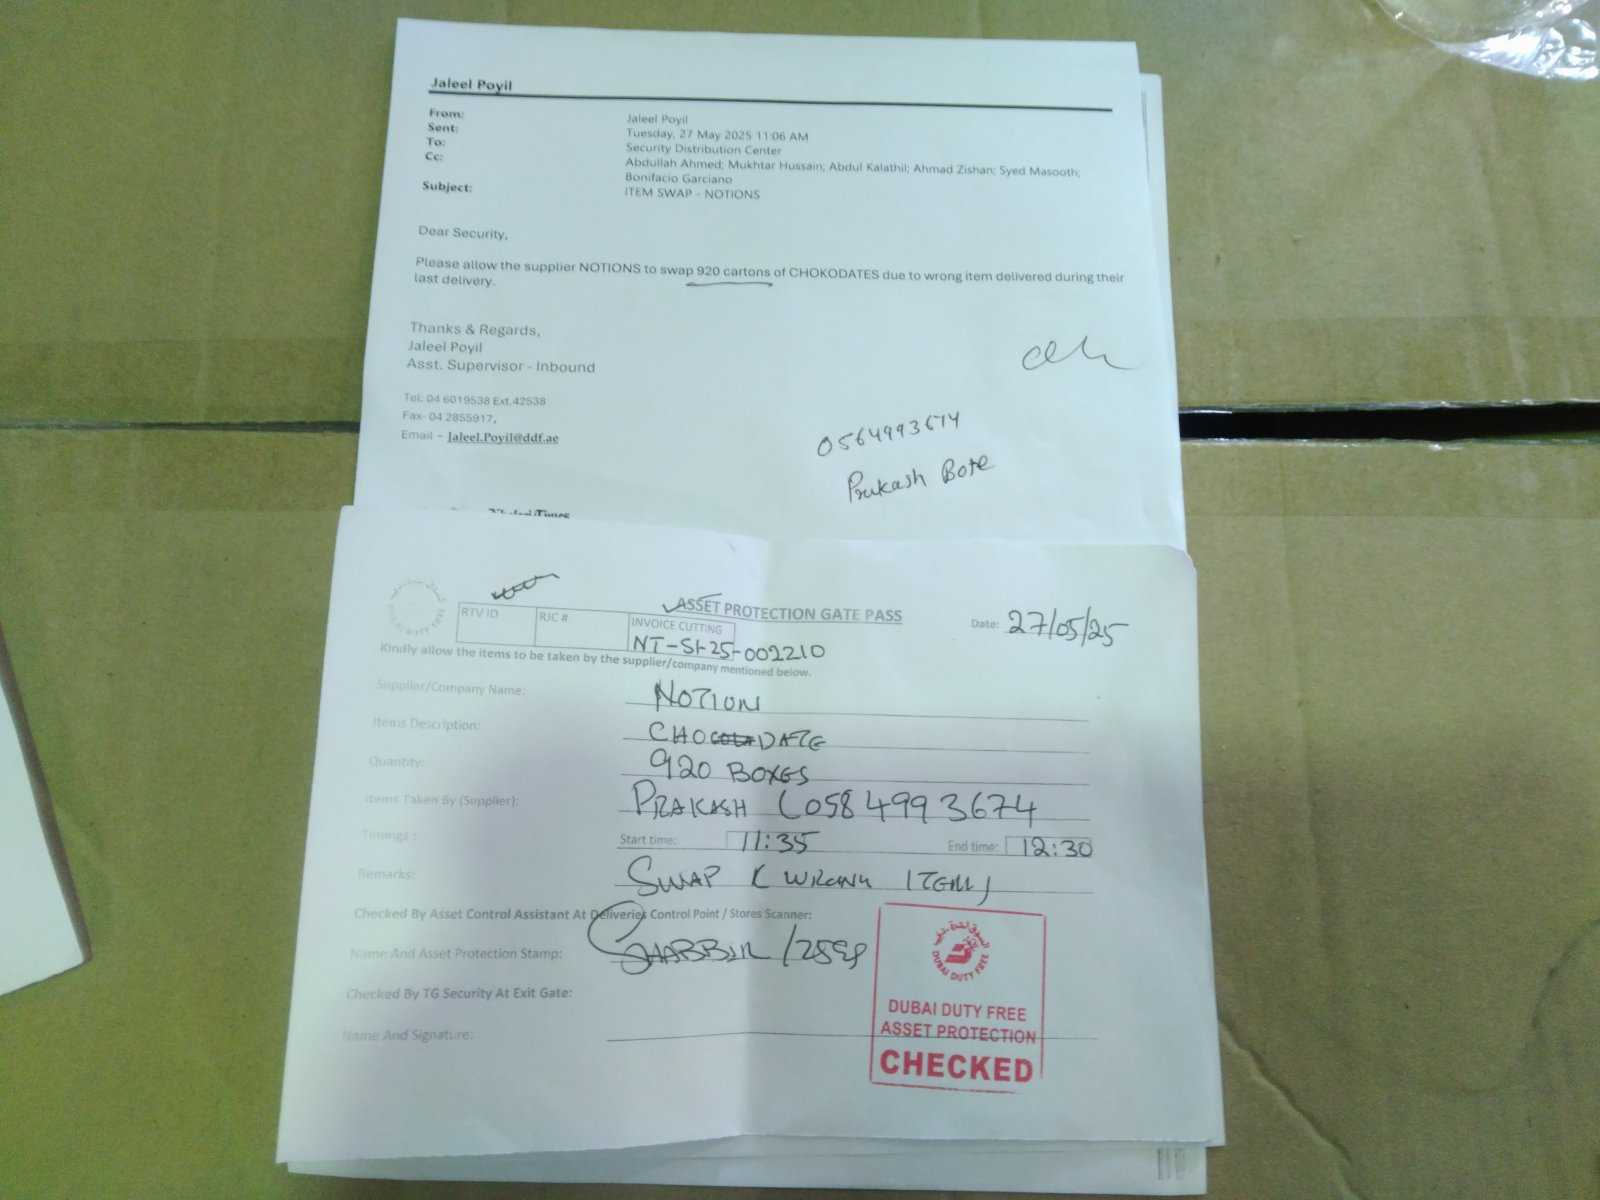 Jaleel Poyil
From: Jaleel Poyil
Sent: Tuesday, 27 May 2025 11:06 AM
To: Security Distribution Center
Cc: Abdullah Ahmed; Mukhtar Hussain; Abdul Kalathil; Ahmad Zishan; Syed Masooth;
Bonifacio Garciano
Subject: ITEM SWAP - NOTIONS
Dear Security,
Please allow the supplier NOTIONS to swap 920 cartons of CHOKODATES due to wrong item delivered during their
last delivery.
Thanks & Regards,
Jaleel Poyil
Asst. Supervisor - Inbound
Tel: 04 6019538 Ext.42538
Fax- 04 2855917,
Email – Jaleel.Poyil@ddf.ae
0564993674
Prakash Bote
ASSET PROTECTION GATE PASS
Date: 27/05/25
RTV ID
RJC #
INVOICE CUTTING
NT-SI-25-002210
Kindly allow the items to be taken by the supplier/company mentioned below.
Supplier/Company Name: NOTION
Items Description: CHOCODATE
Quantity: 920 BOXES
Items Taken By (Supplier): PRAKASH (0584993674
Timings : Start time: 11:35 End time: 12:30
Remarks: SWAP (WRONG ITEM)
Checked By Asset Control Assistant At Deliveries Control Point / Stores Scanner:
Name And Asset Protection Stamp: SHABBIR
Checked By TG Security At Exit Gate:
Name And Signature:
DUBAI DUTY FREE
DUBAI DUTY FREE
ASSET PROTECTION
CHECKED